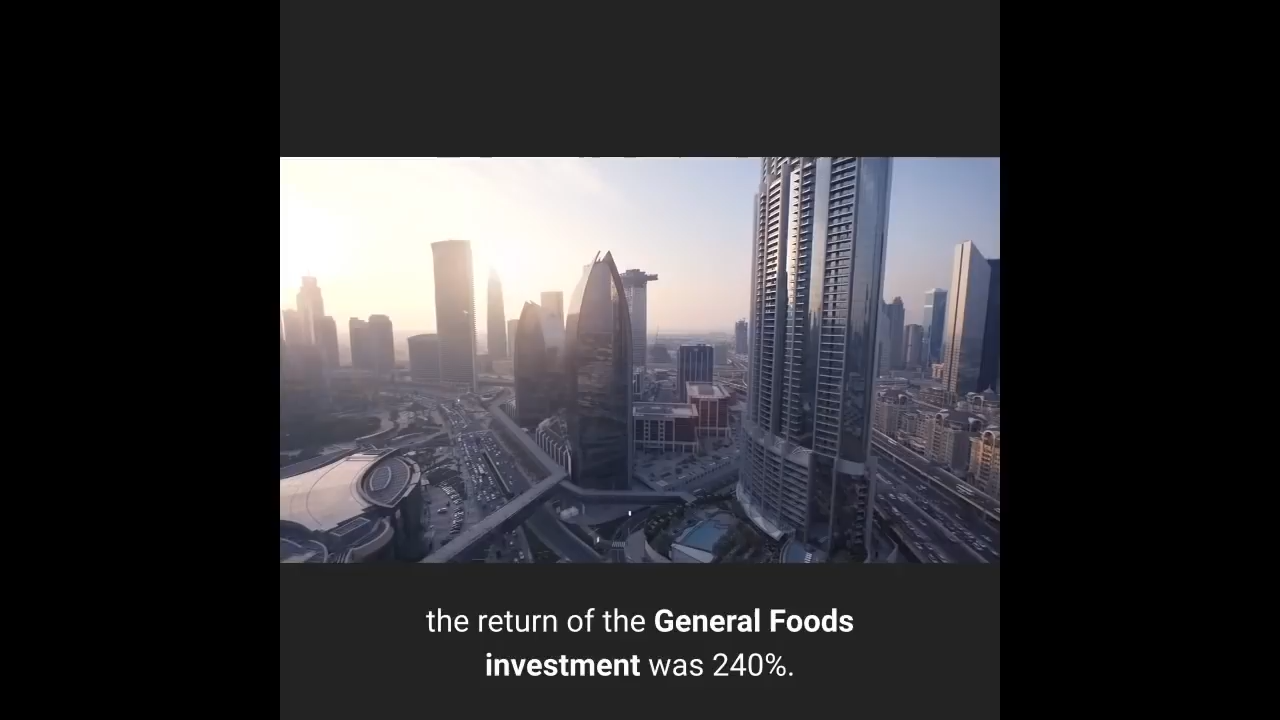 the return of the General Foods
investment was 240%.